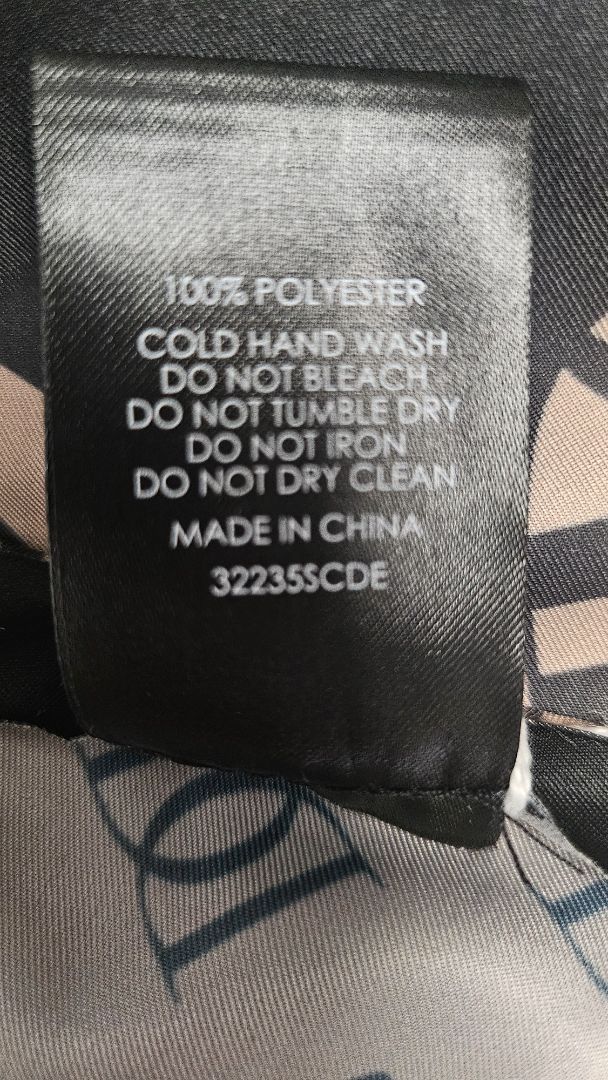 100% POLYESTER
COLD HAND WASH
DO NOT BLEACH
DO NOT TUMBLE DRY
DO NOT IRON
DO NOT DRY CLEAN
MADE IN CHINA
32235SCDE